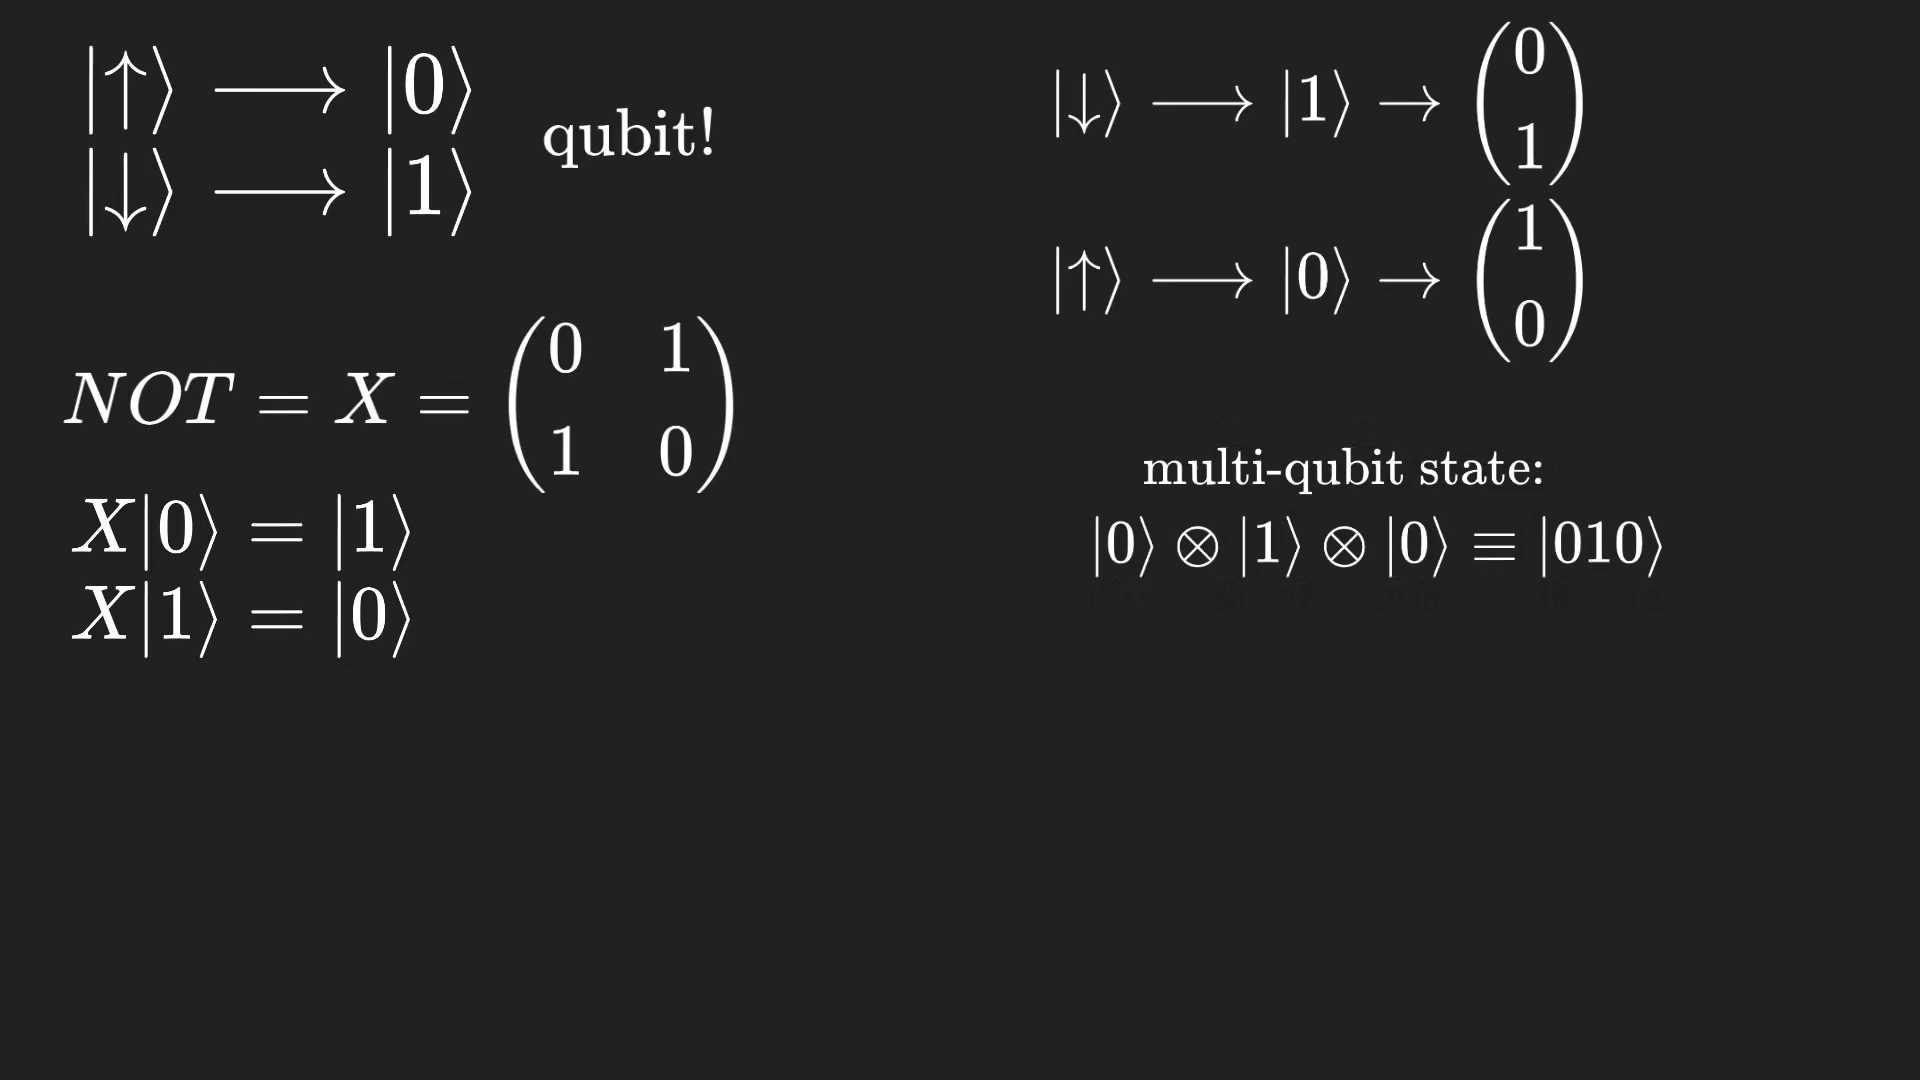 |↑⟩ ⟶ |0⟩
|↓⟩ ⟶ |1⟩
qubit!
NOT = X = (0 1
1 0)
X|0⟩ = |1⟩
X|1⟩ = |0⟩
|↓⟩ ⟶ |1⟩ → (0
1)
|↑⟩ ⟶ |0⟩ → (1
0)
multi-qubit state:
|0⟩ ⊗ |1⟩ ⊗ |0⟩ ≡ |010⟩